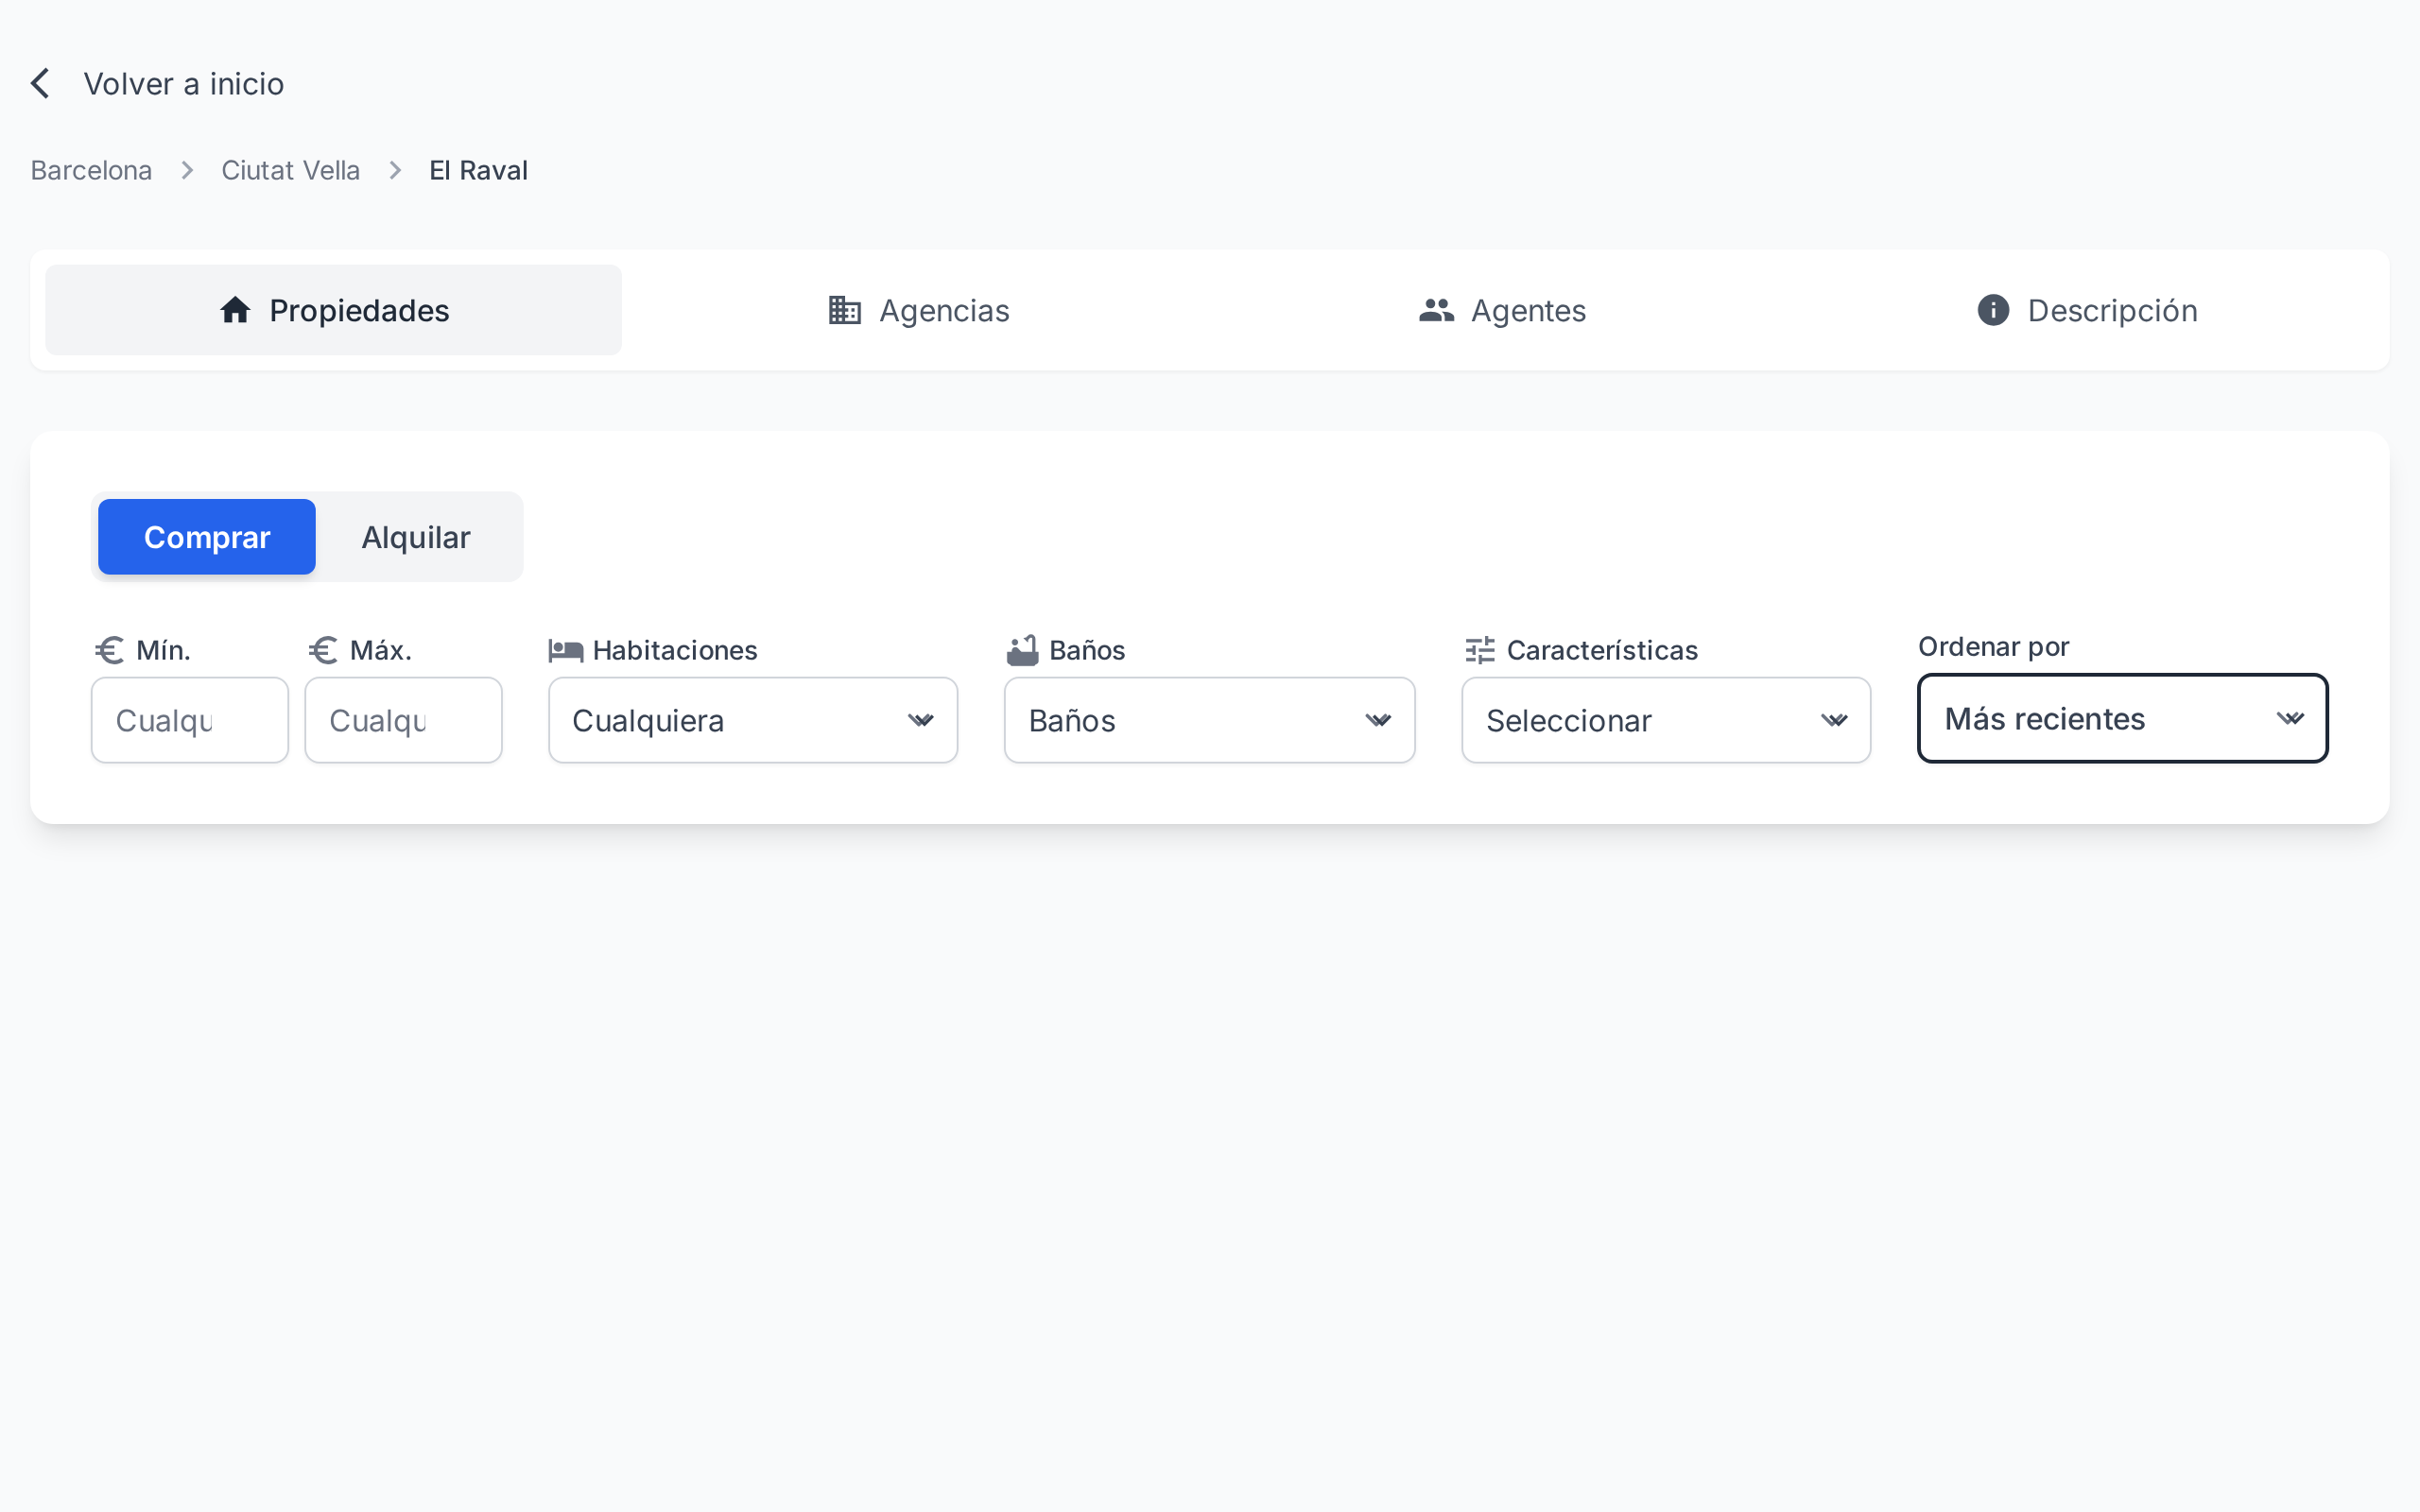 Volver a inicio
Barcelona > Ciutat Vella > El Raval
Propiedades Agencias Agentes Descripción
Comprar Alquilar
€ Mín. € Máx. Habitaciones Baños Características Ordenar por
Cualqu Cualqu Cualquiera Baños Seleccionar Más recientes